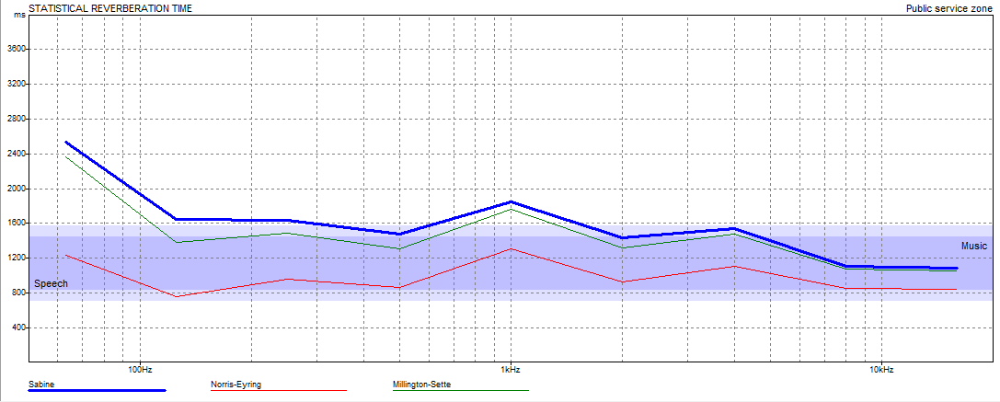 STATISTICAL REVERBERATION TIME
Public service zone
ms
3600
3200
2800
2400
2000
1600
1200
800
400
Music
Speech
100Hz
1kHz
10kHz
Sabine
Norris-Eyring
Millington-Sette